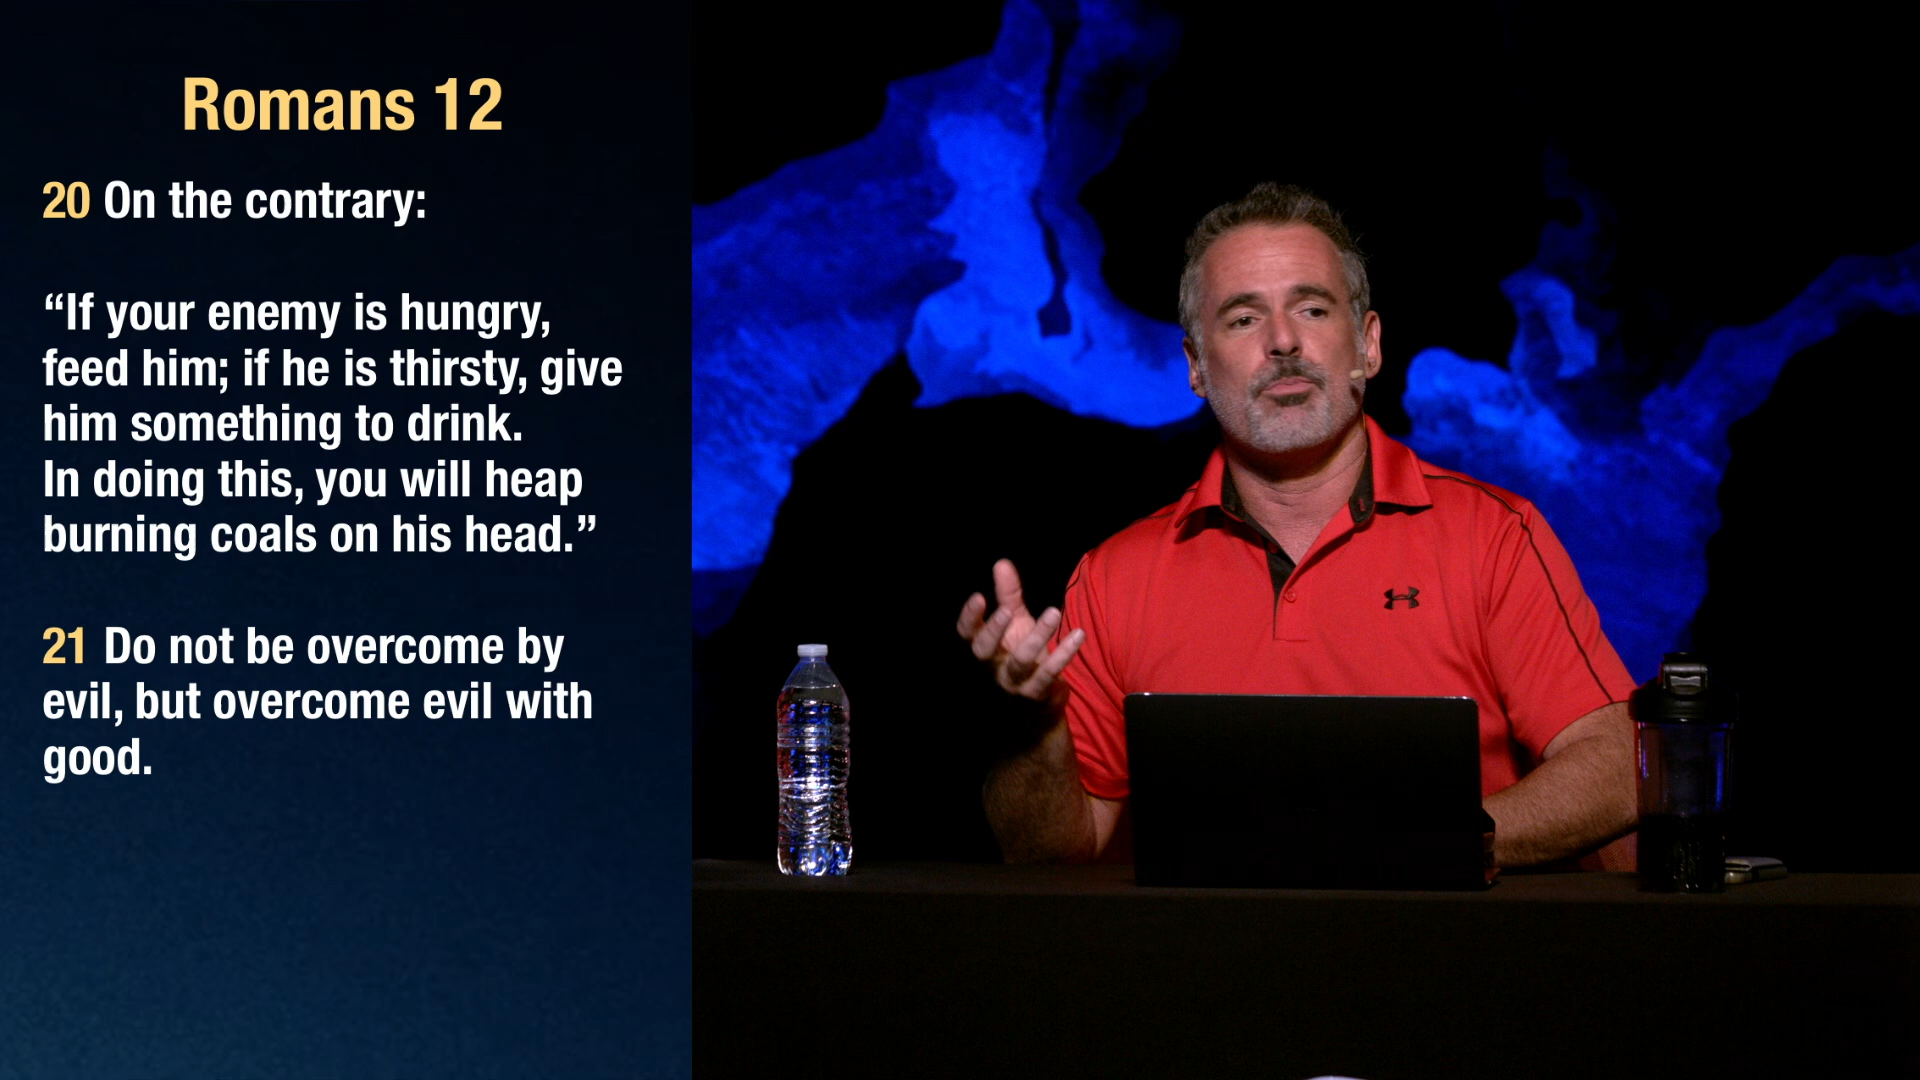 Romans 12
20 On the contrary:
“If your enemy is hungry,
feed him; if he is thirsty, give
him something to drink.
In doing this, you will heap
burning coals on his head.”
21 Do not be overcome by
evil, but overcome evil with
good.